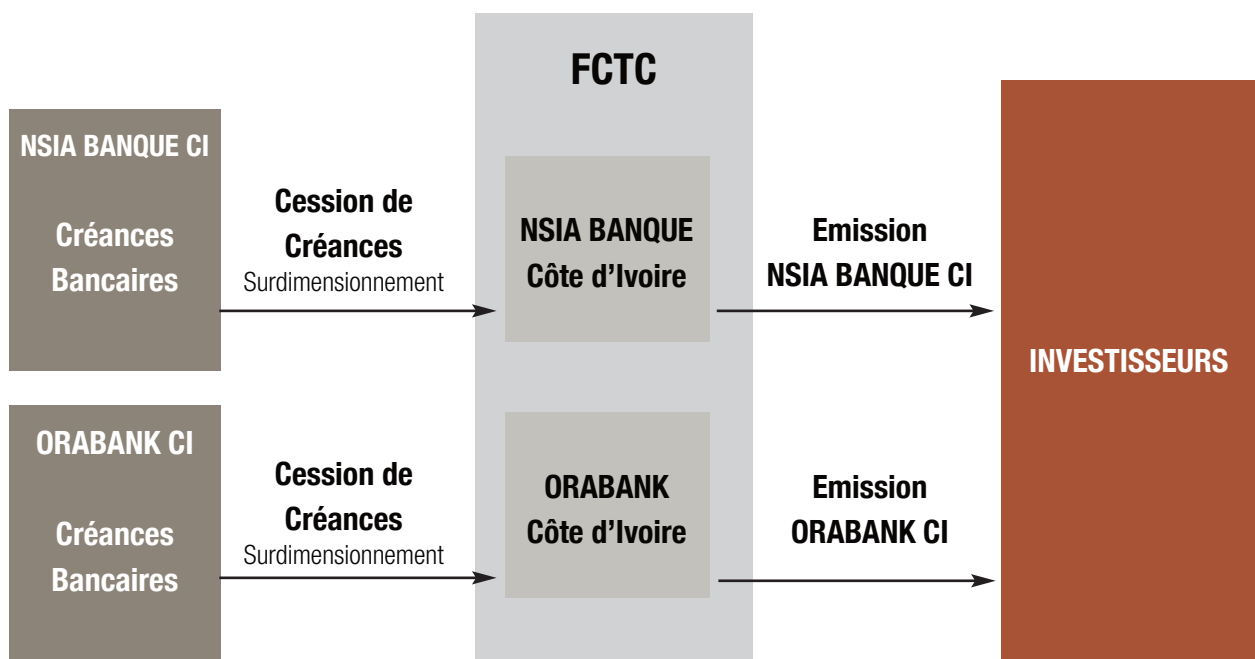 FCTC
NSIA BANQUE CI
Créances
Bancaires
Cession de
Créances
Surdimensionnement
NSIA BANQUE
Côte d’Ivoire
Emission
NSIA BANQUE CI
INVESTISSEURS
ORABANK CI
Créances
Bancaires
Cession de
Créances
Surdimensionnement
ORABANK
Côte d’Ivoire
Emission
ORABANK CI